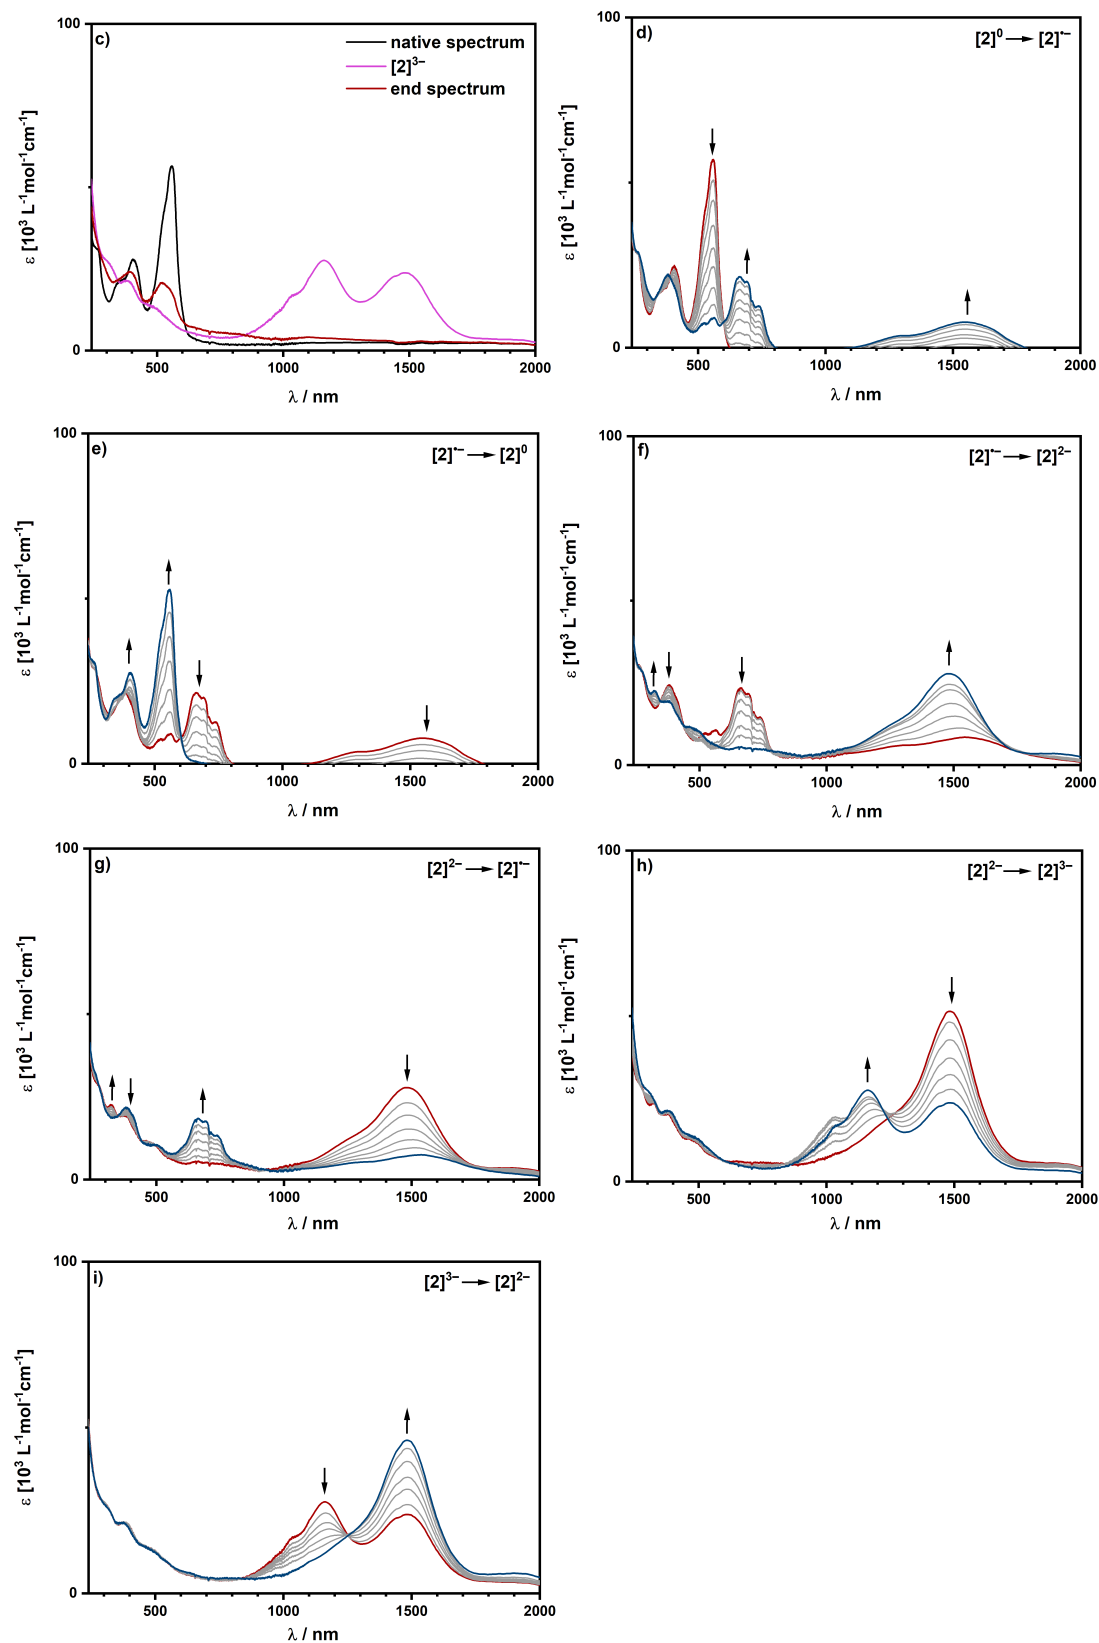 c)
native spectrum
[2]³⁻
end spectrum
100
0
500
1000
1500
2000
ε [10³ L⁻¹mol⁻¹cm⁻¹]
λ / nm
d)
[2]⁰ → [2]•⁻
100
0
500
1000
1500
2000
ε [10³ L⁻¹mol⁻¹cm⁻¹]
λ / nm
e)
[2]•⁻ → [2]⁰
100
0
500
1000
1500
2000
ε [10³ L⁻¹mol⁻¹cm⁻¹]
λ / nm
f)
[2]•⁻ → [2]²⁻
100
0
500
1000
1500
2000
ε [10³ L⁻¹mol⁻¹cm⁻¹]
λ / nm
g)
[2]²⁻ → [2]•⁻
100
0
500
1000
1500
2000
ε [10³ L⁻¹mol⁻¹cm⁻¹]
λ / nm
h)
[2]²⁻ → [2]³⁻
100
0
500
1000
1500
2000
ε [10³ L⁻¹mol⁻¹cm⁻¹]
λ / nm
i)
[2]³⁻ → [2]²⁻
100
0
500
1000
1500
2000
ε [10³ L⁻¹mol⁻¹cm⁻¹]
λ / nm